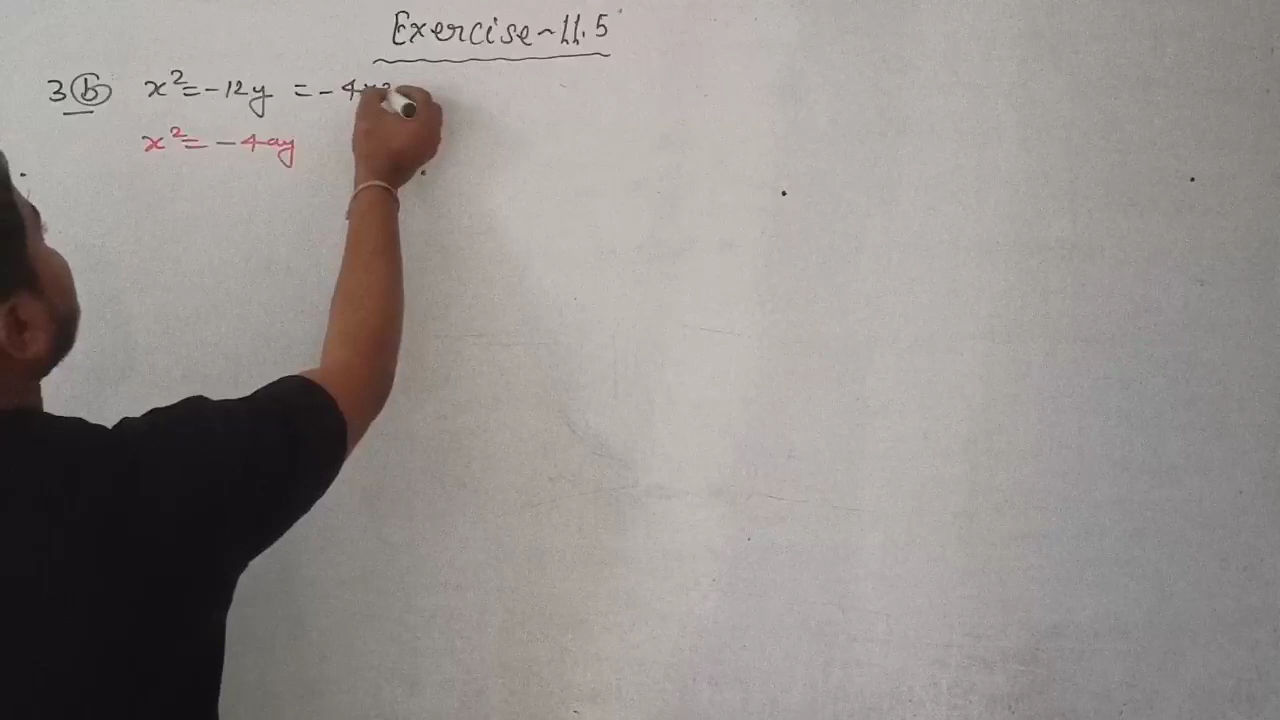 Exercise ~ 11.5
3 (b) x² = -12y = -4
x² = -4ay